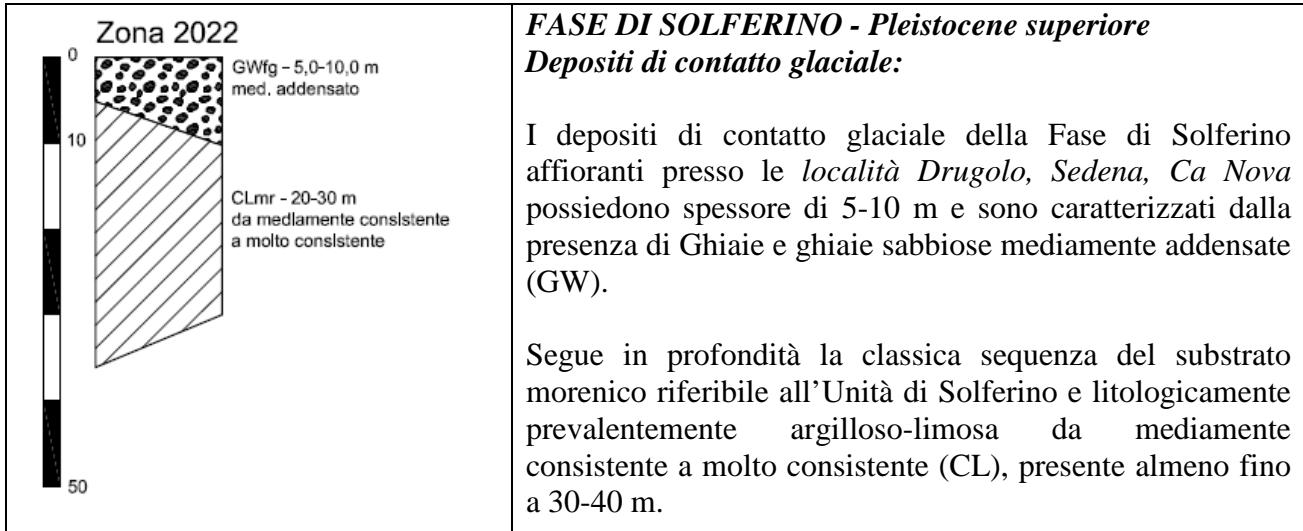 Zona 2022
0
GWfg - 5,0-10,0 m
med. addensato
10
CLmr - 20-30 m
da mediamente consistente
a molto consistente
50
FASE DI SOLFERINO - Pleistocene superiore
Depositi di contatto glaciale:
I depositi di contatto glaciale della Fase di Solferino
affioranti presso le località Drugolo, Sedena, Ca Nova
possiedono spessore di 5-10 m e sono caratterizzati dalla
presenza di Ghiaie e ghiaie sabbiose mediamente addensate
(GW).
Segue in profondità la classica sequenza del substrato
morenico riferibile all’Unità di Solferino e litologicamente
prevalentemente argilloso-limosa da mediamente
consistente a molto consistente (CL), presente almeno fino
a 30-40 m.